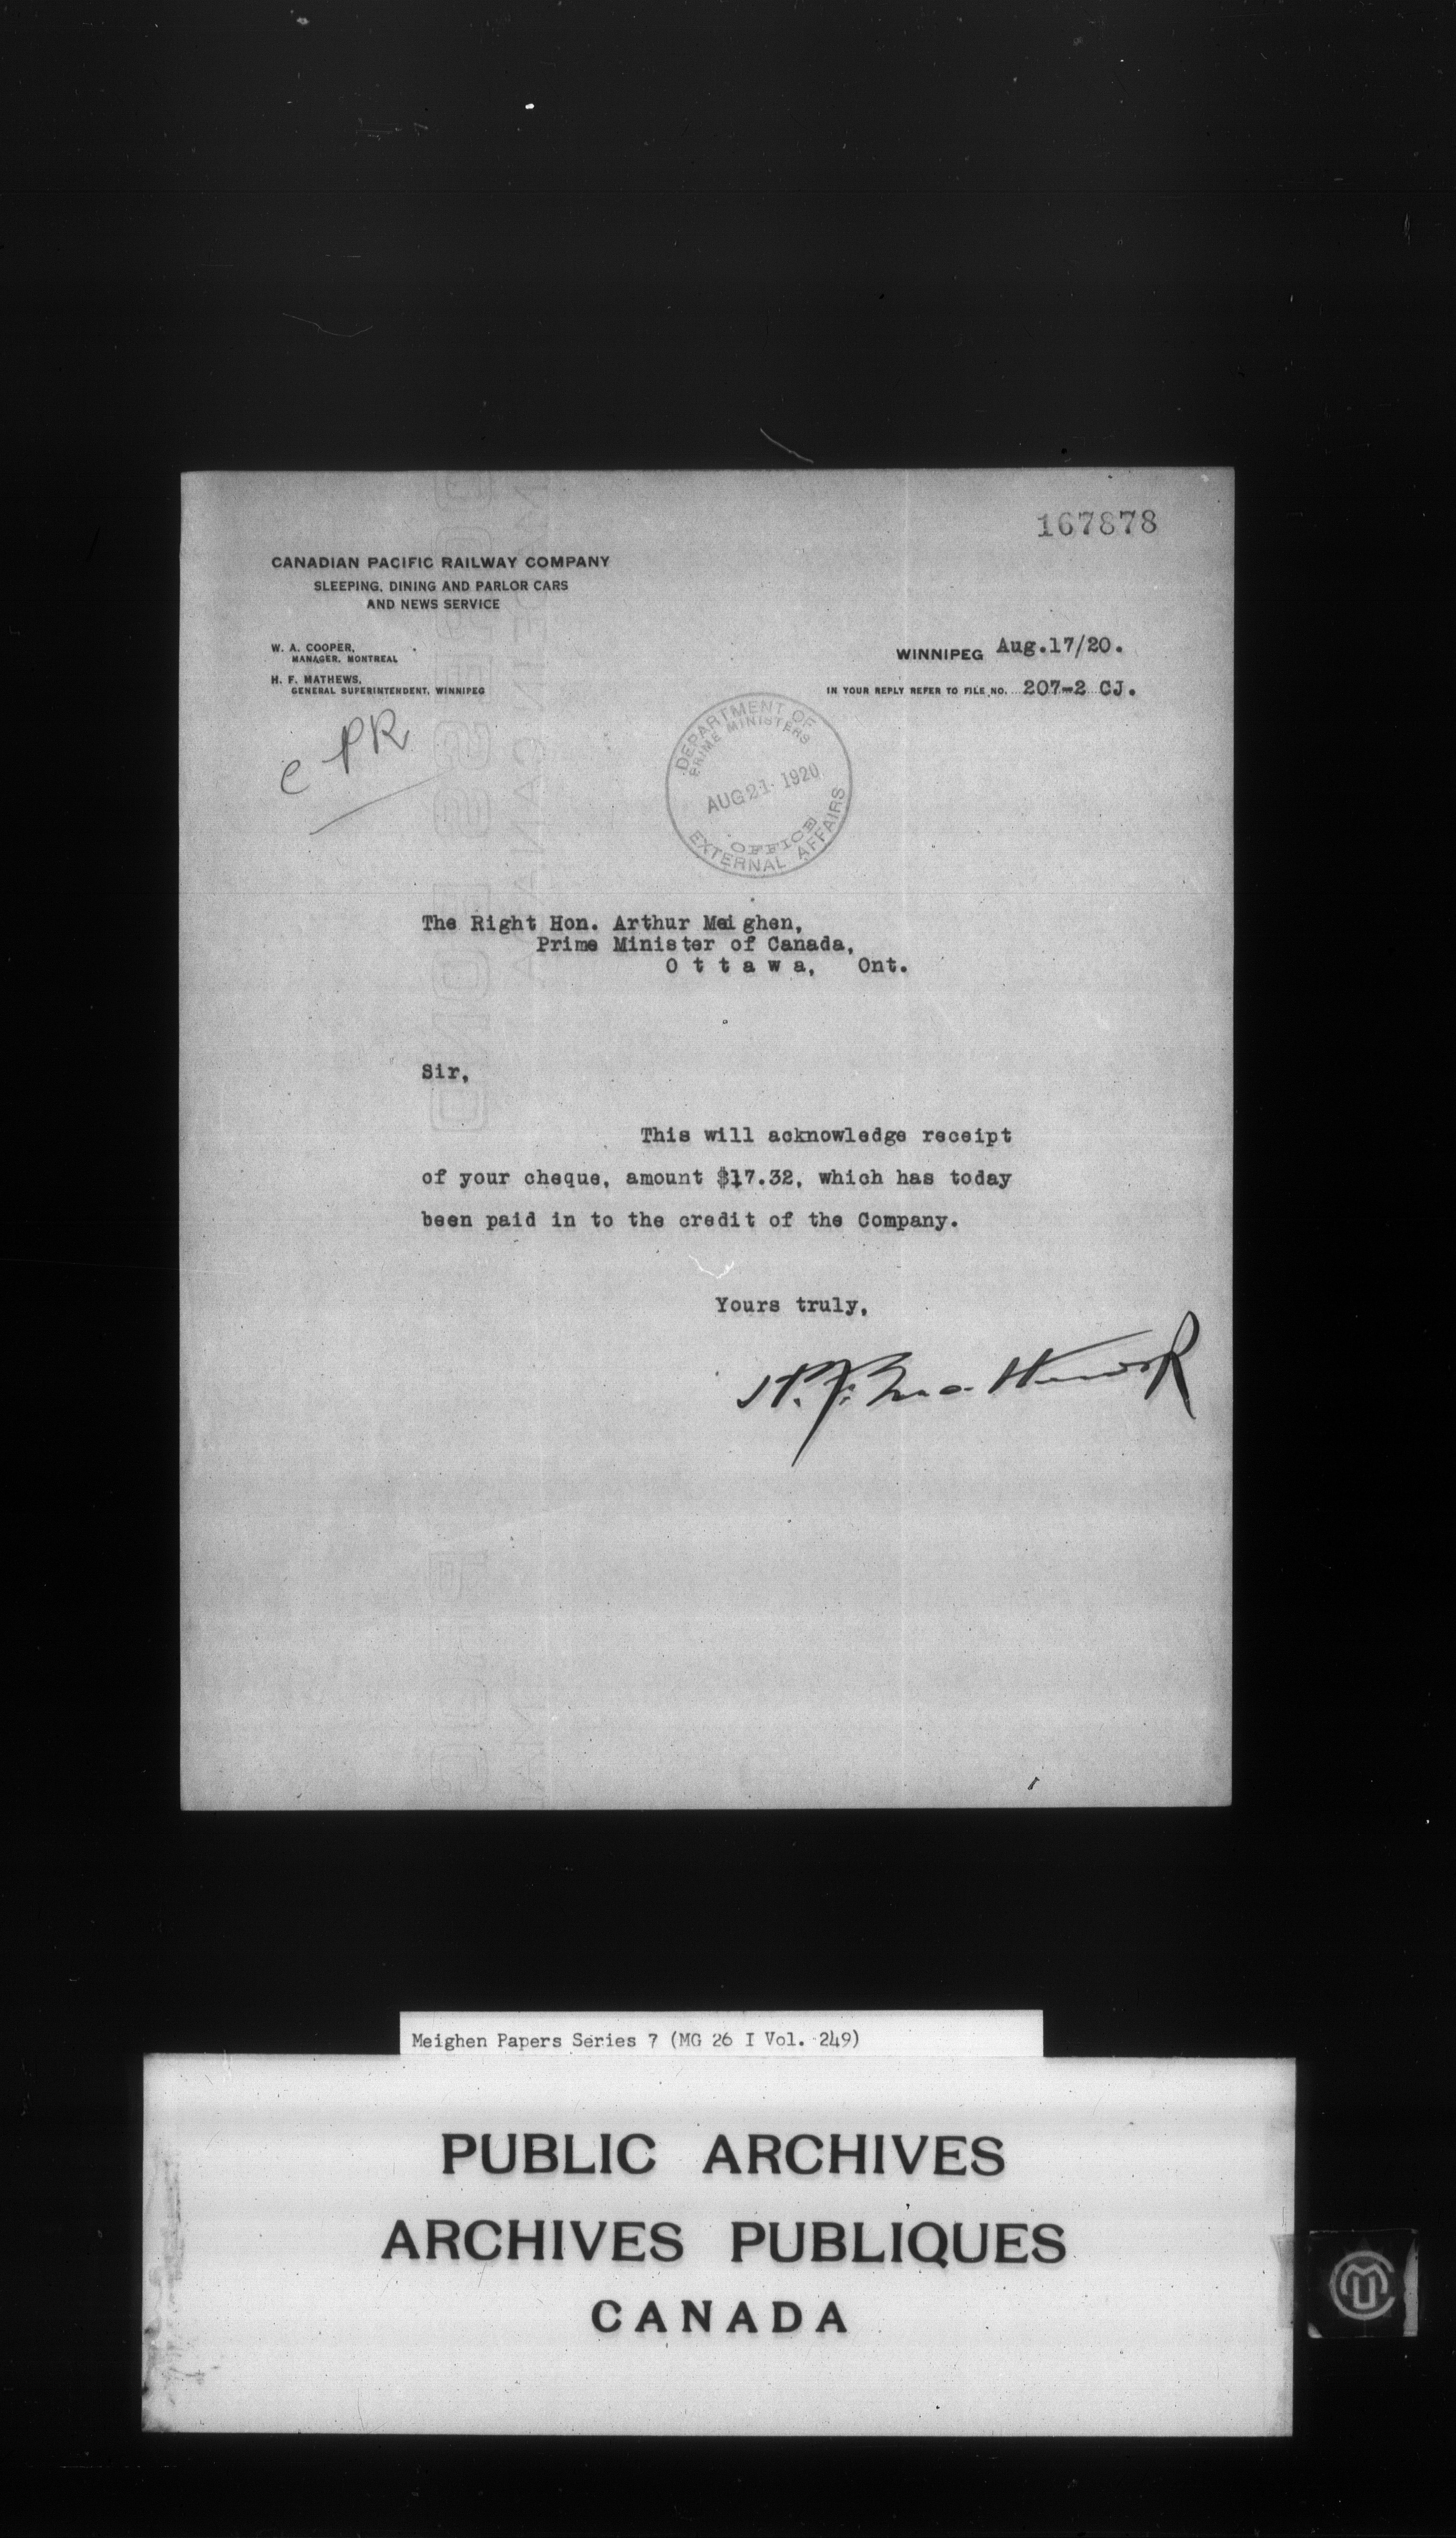 167878
CANADIAN PACIFIC RAILWAY COMPANY
SLEEPING, DINING AND PARLOR CARS
AND NEWS SERVICE
W. A. COOPER,
MANAGER, MONTREAL
H. F. MATHEWS,
GENERAL SUPERINTENDENT, WINNIPEG
WINNIPEG Aug.17/20.
IN YOUR REPLY REFER TO FILE NO. 207-2 CJ.
CPR
DEPARTMENT OF
PRIME MINISTERS
AUG 21 1920
OFFICE
EXTERNAL AFFAIRS
The Right Hon. Arthur Meighen,
Prime Minister of Canada,
O t t a w a, Ont.
Sir,
This will acknowledge receipt
of your cheque, amount $17.32, which has today
been paid in to the credit of the Company.
Yours truly,
H. F. Mathews
Meighen Papers Series 7 (MG 26 I Vol. 249)
PUBLIC ARCHIVES
ARCHIVES PUBLIQUES
CANADA